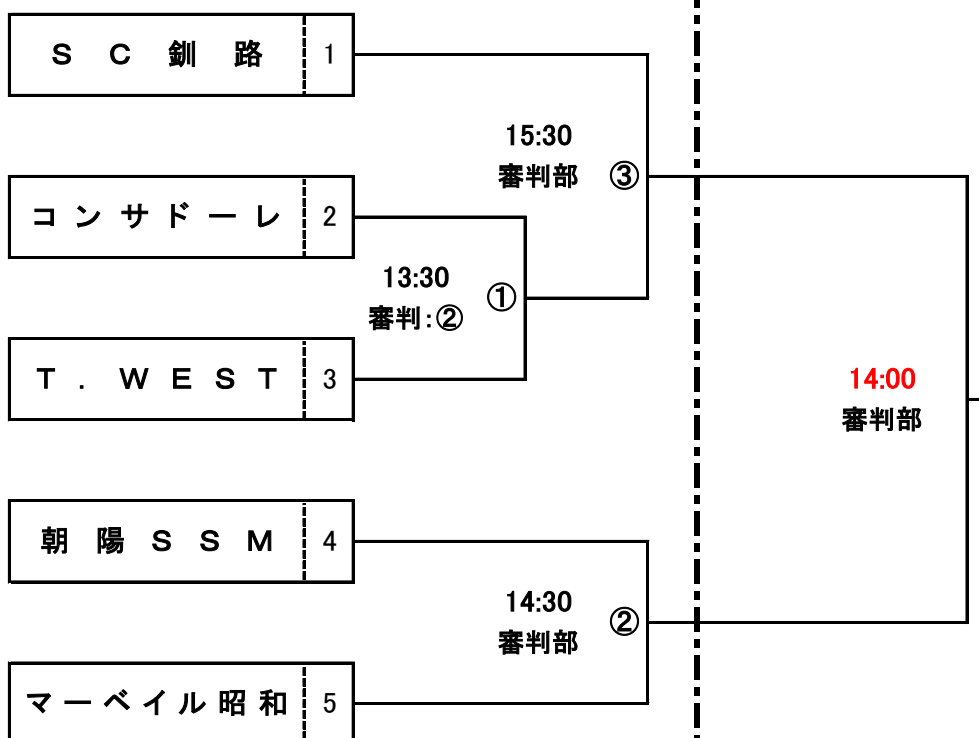 ＳＣ釧路 1
15:30
審判部 ③
コンサドーレ 2
13:30
審判:② ①
Ｔ．ＷＥＳＴ 3
14:00
審判部
朝陽ＳＳＭ 4
14:30
審判部 ②
マーベイル昭和 5